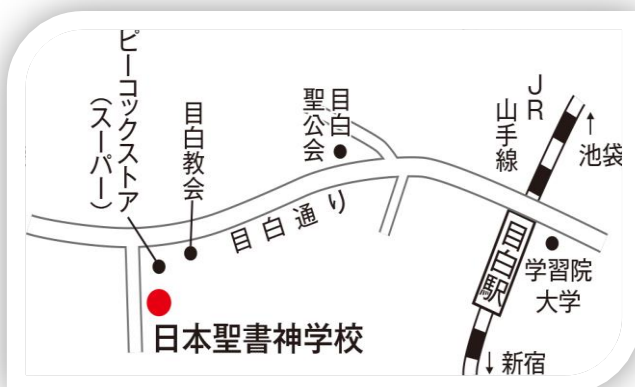 ピーコックストア
（スーパー）
目白教会
目白
聖公会
目白通り
JR
山手線
↑
池袋
目白駅
学習院
大学
日本聖書神学校
↓新宿